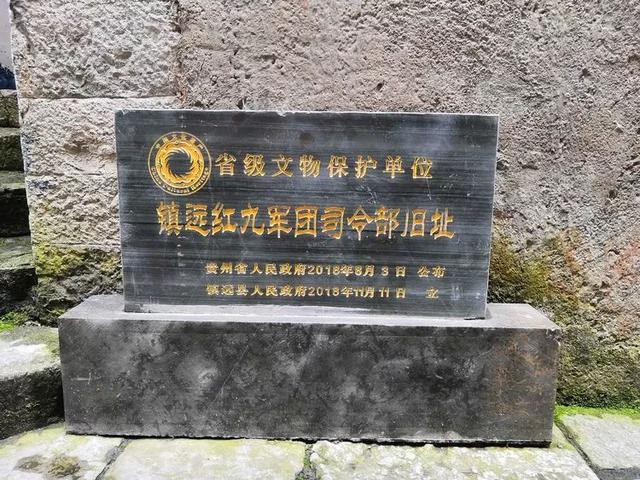 省级文物保护单位
镇远红九军团司令部旧址
贵州省人民政府2018年8月3日 公布
镇远县人民政府2018年11月11日 立